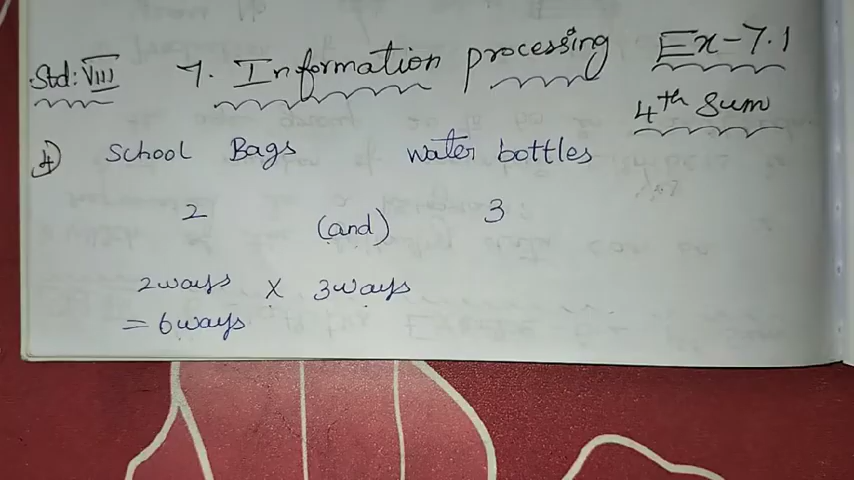 Std: VIII 7. Information processing Ex-7.1
4th Sum
4) School Bags water bottles
2 (and) 3
2ways X 3ways
= 6ways